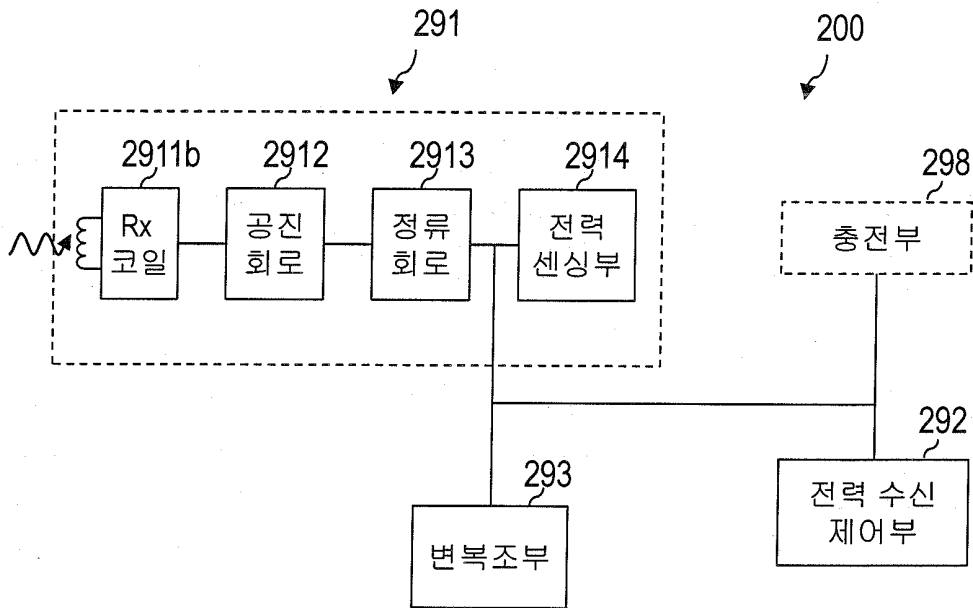 291
200
2911b
2912
2913
2914
298
Rx
코일
공진
회로
정류
회로
전력
센싱부
충전부
292
293
전력 수신
제어부
변복조부